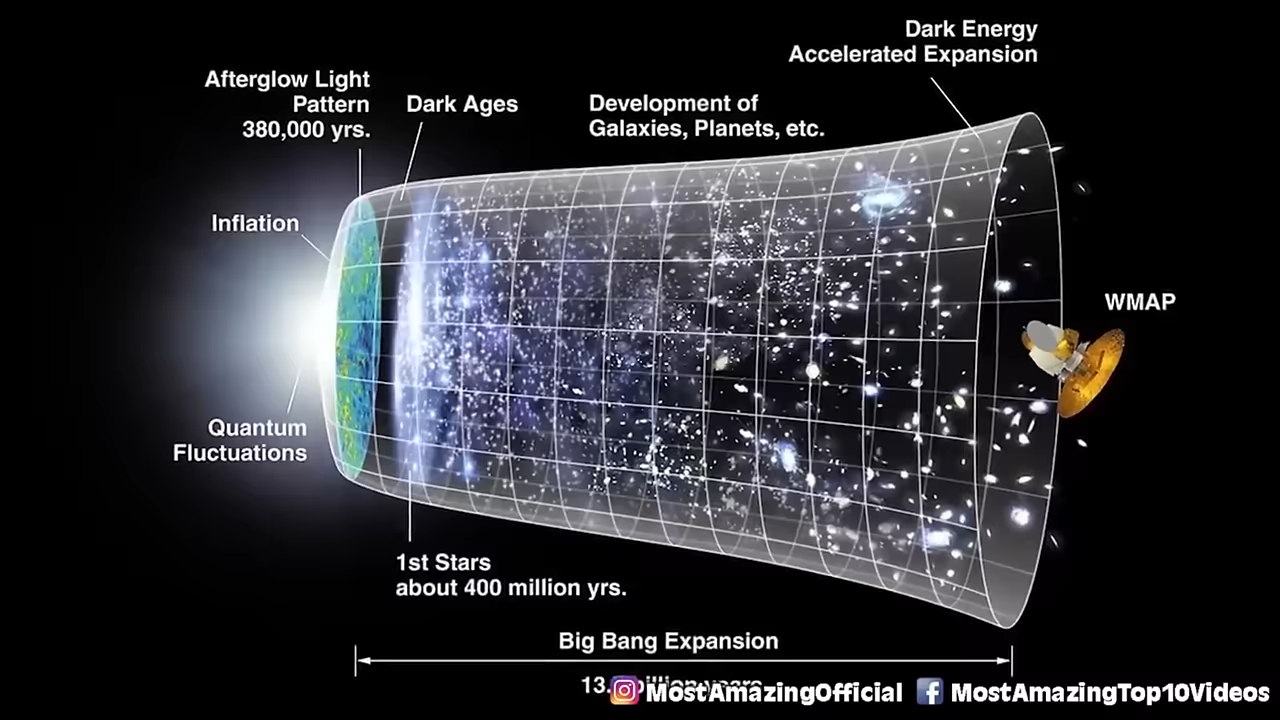 Dark Energy
Accelerated Expansion
Afterglow Light
Pattern
380,000 yrs.
Dark Ages
Development of
Galaxies, Planets, etc.
Inflation
WMAP
Quantum
Fluctuations
1st Stars
about 400 million yrs.
Big Bang Expansion
MostAmazingOfficial MostAmazingTop10Videos